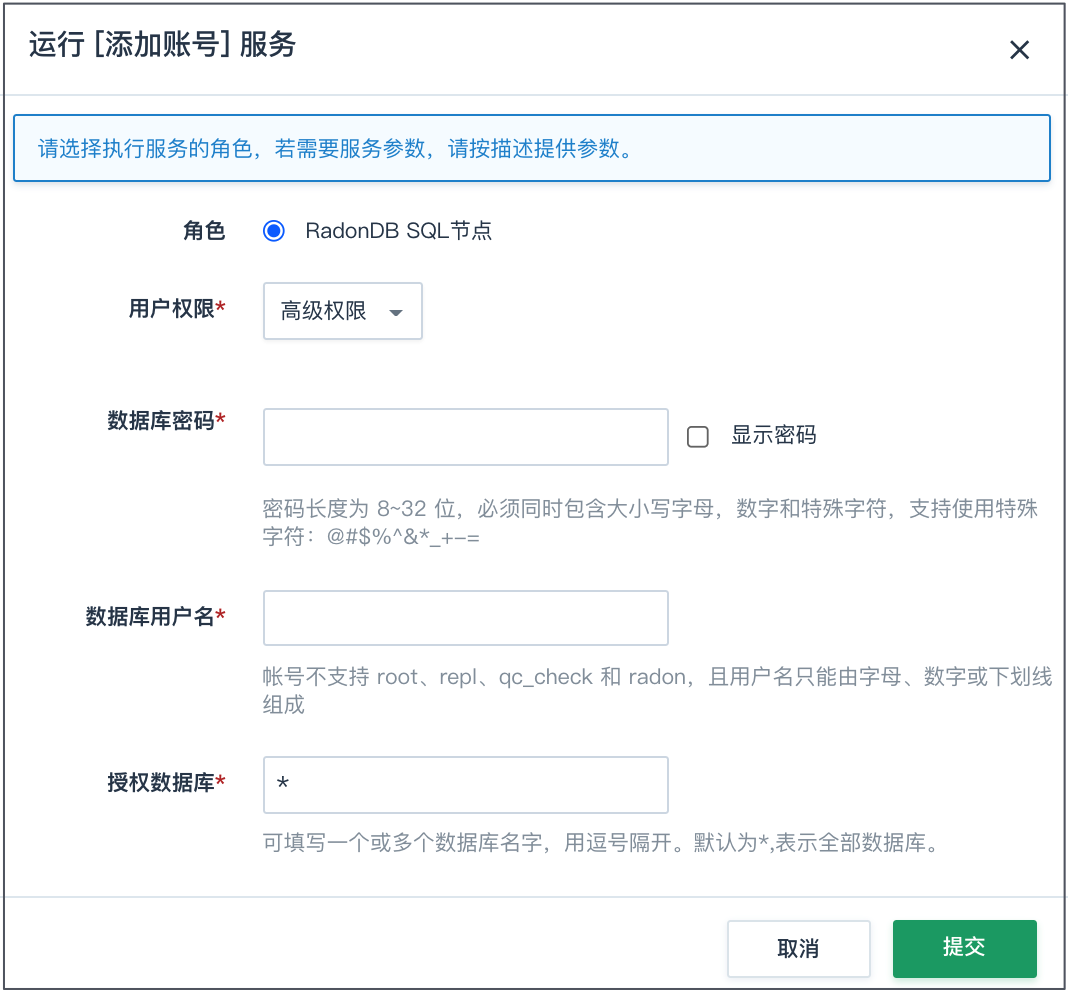 运行 [添加账号] 服务
请选择执行服务的角色，若需要服务参数，请按描述提供参数。
角色 RadonDB SQL节点
用户权限* 高级权限
数据库密码* 显示密码
密码长度为 8~32 位，必须同时包含大小写字母，数字和特殊字符，支持使用特殊
字符：@#$%^&*_+-=
数据库用户名*
帐号不支持 root、repl、qc_check 和 radon，且用户名只能由字母、数字或下划线
组成
授权数据库* *
可填写一个或多个数据库名字，用逗号隔开。默认为*,表示全部数据库。
取消 提交